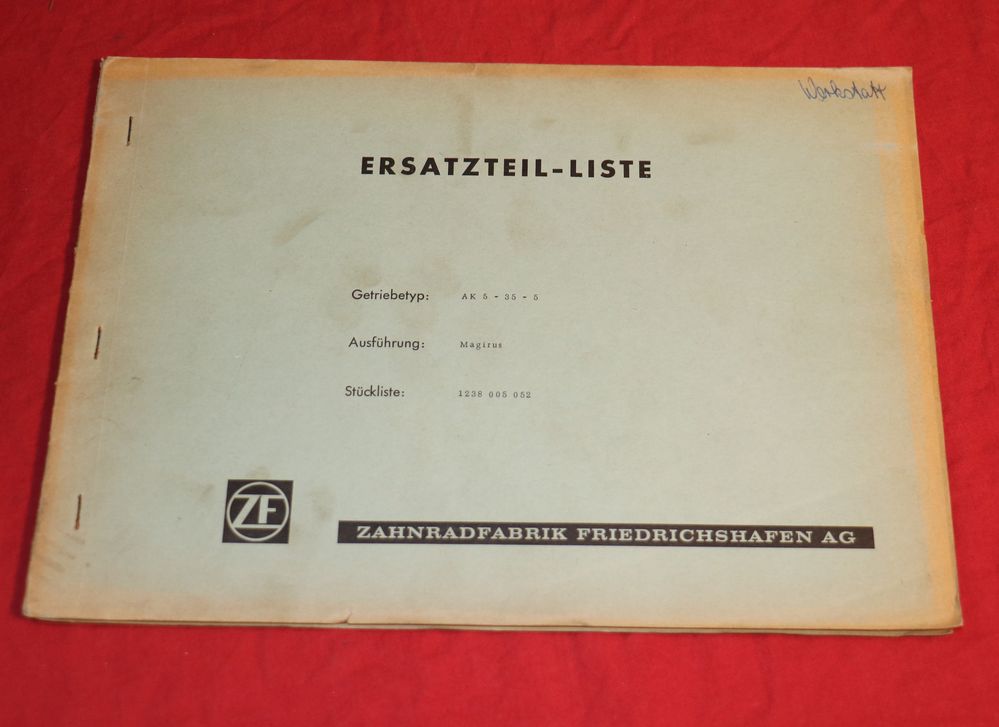 Werkstatt
ERSATZTEIL-LISTE
Getriebetyp: AK 5 - 35 - 5
Ausführung: Magirus
Stückliste: 1238 005 052
ZF
ZAHNRADFABRIK FRIEDRICHSHAFEN AG